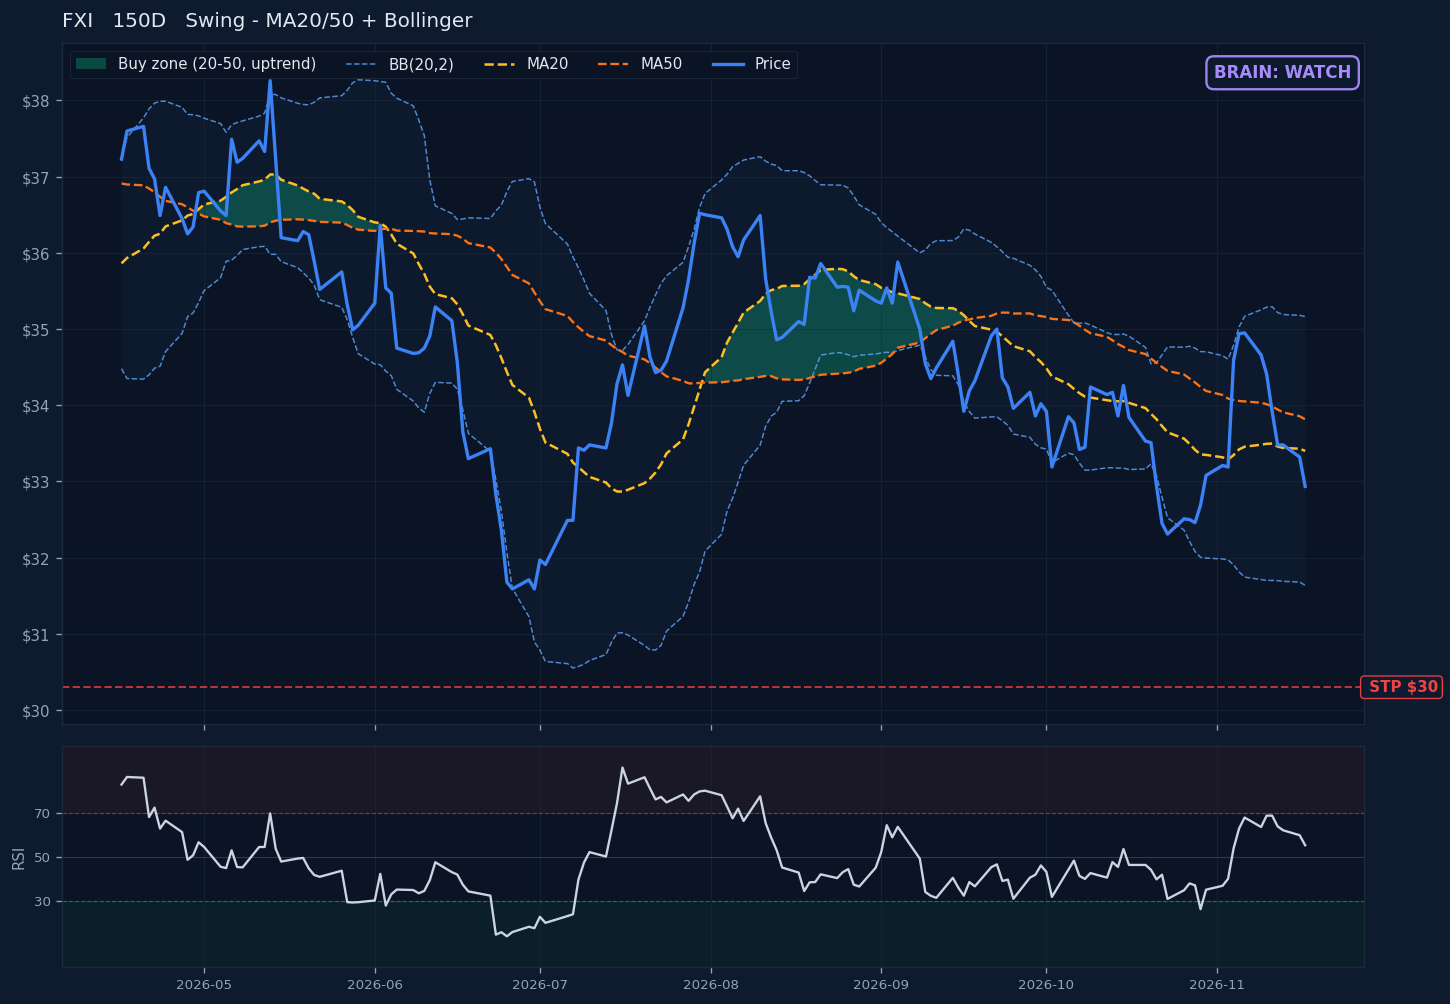 FXI   150D   Swing - MA20/50 + Bollinger
Buy zone (20-50, uptrend)   BB(20,2)   MA20   MA50   Price
BRAIN: WATCH
$38
$37
$36
$35
$34
$33
$32
$31
$30
STP $30
RSI
70
50
30
2026-05   2026-06   2026-07   2026-08   2026-09   2026-10   2026-11